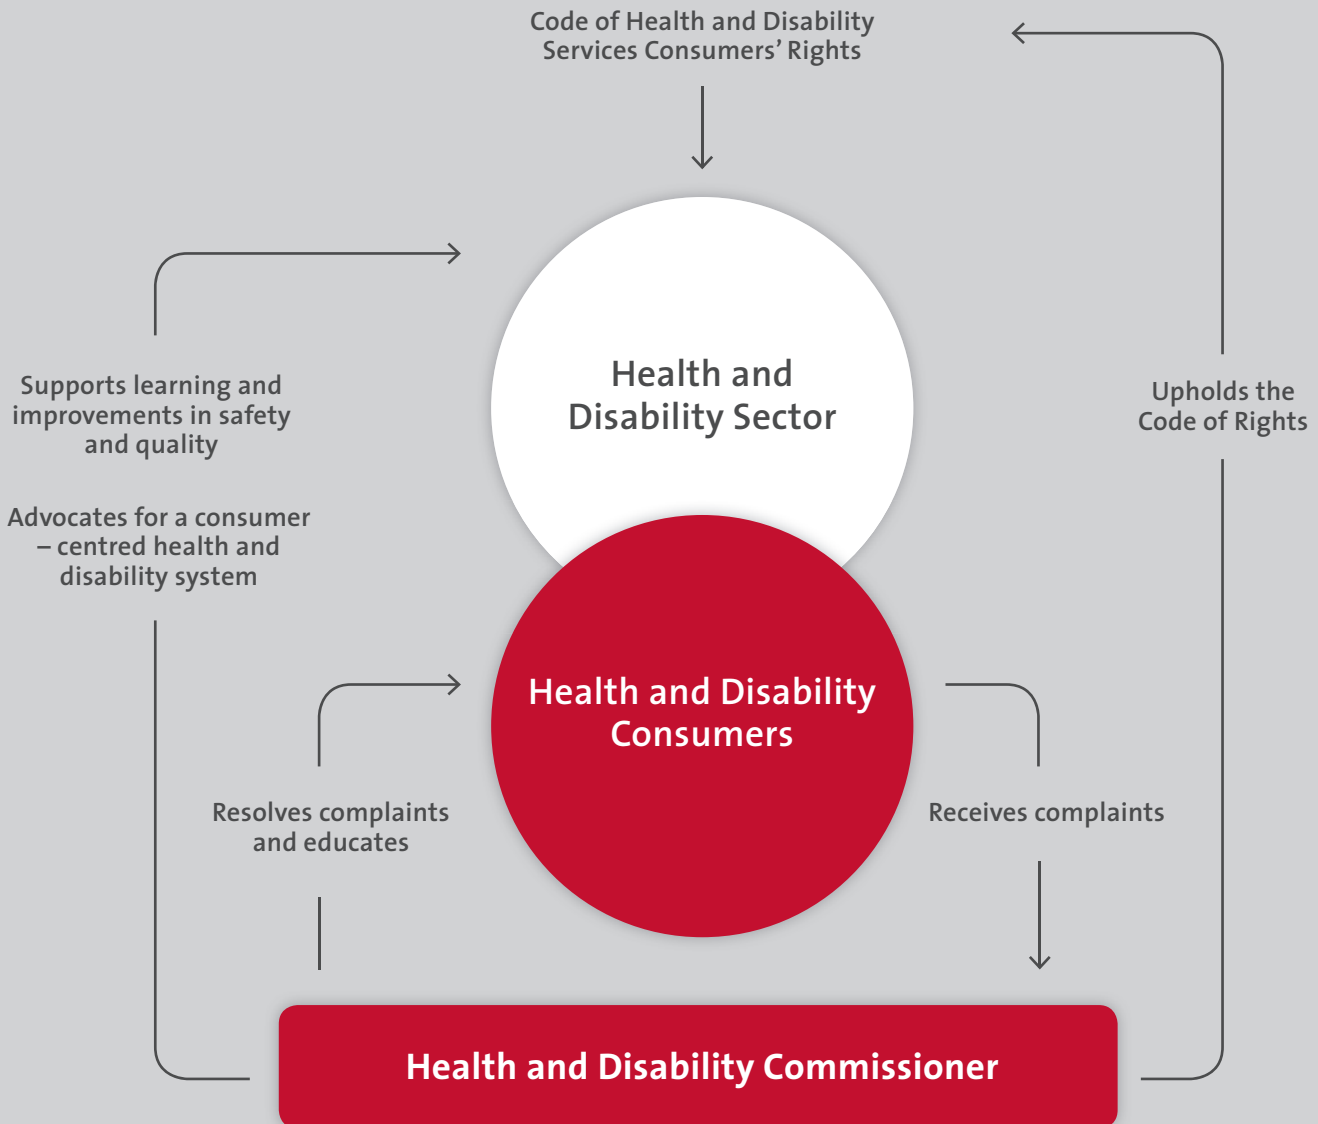 Code of Health and Disability
Services Consumers’ Rights
Health and
Disability Sector
Supports learning and
improvements in safety
and quality
Advocates for a consumer
– centred health and
disability system
Upholds the
Code of Rights
Health and Disability
Consumers
Resolves complaints
and educates
Receives complaints
Health and Disability Commissioner